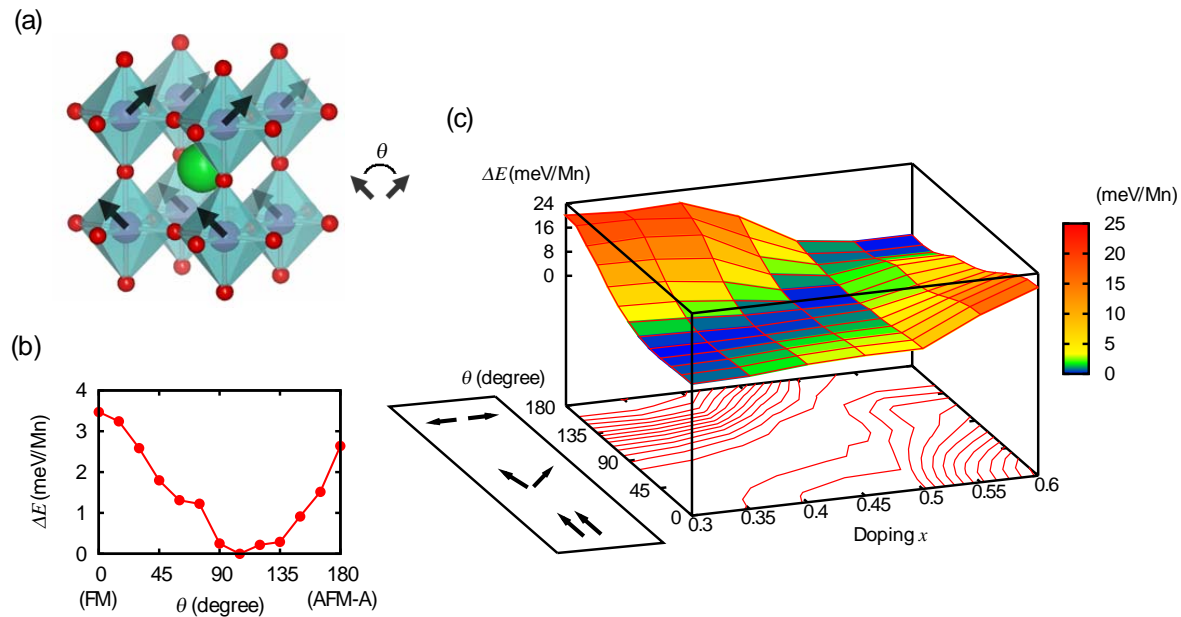 (a)
θ
(b)
ΔE (meV/Mn)
4
3
2
1
0
0 45 90 135 180
(FM) θ (degree) (AFM-A)
(c)
ΔE (meV/Mn)
24
16
8
0
θ (degree)
180
135
90
45
0
0.3 0.35 0.4 0.45 0.5 0.55 0.6
Doping x
(meV/Mn)
25
20
15
10
5
0